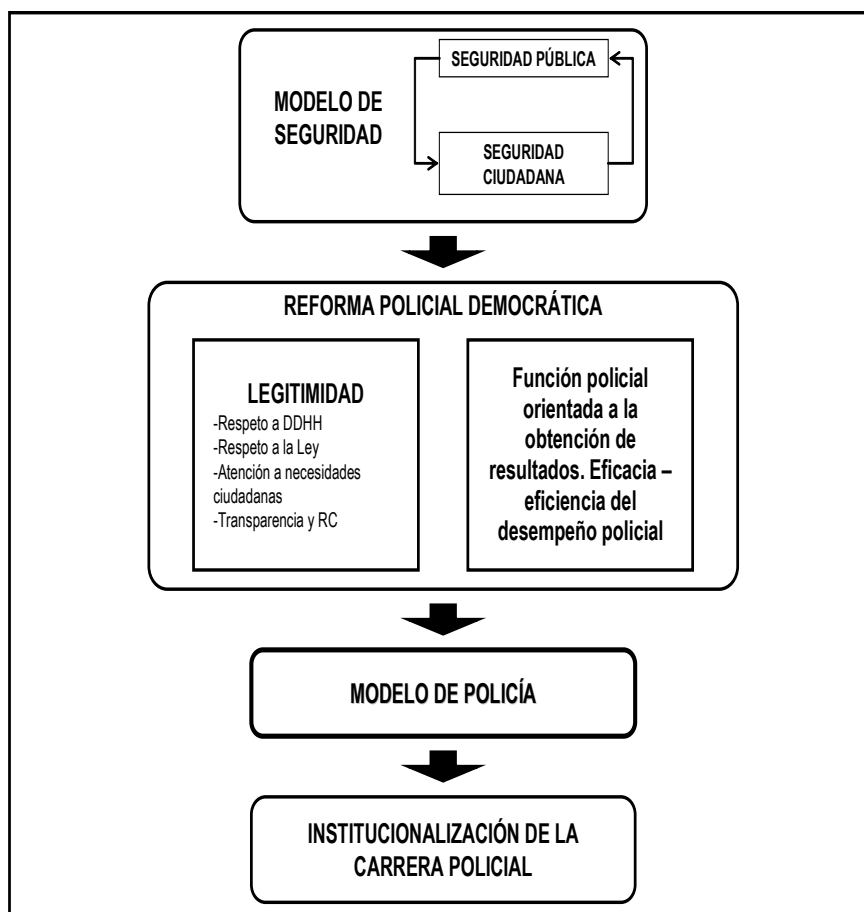 SEGURIDAD PÚBLICA
MODELO DE
SEGURIDAD
SEGURIDAD
CIUDADANA
REFORMA POLICIAL DEMOCRÁTICA
LEGITIMIDAD
-Respeto a DDHH
-Respeto a la Ley
-Atención a necesidades
ciudadanas
-Transparencia y RC
Función policial
orientada a la
obtención de
resultados. Eficacia –
eficiencia del
desempeño policial
MODELO DE POLICÍA
INSTITUCIONALIZACIÓN DE LA
CARRERA POLICIAL